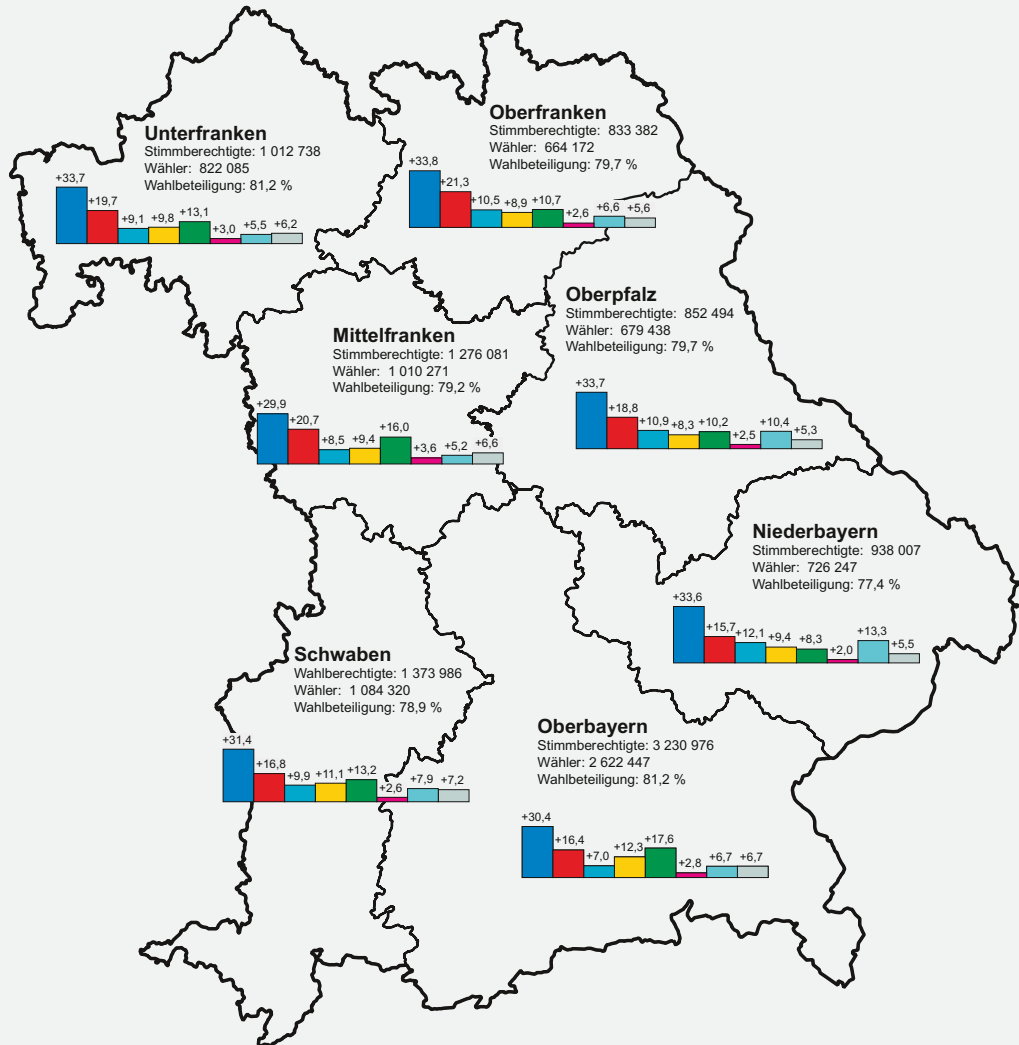 Oberfranken
Stimmberechtigte: 833 382
Wähler: 664 172
Wahlbeteiligung: 79,7 %
+33,8 +21,3 +10,5 +8,9 +10,7 +2,6 +6,6 +5,6
Unterfranken
Stimmberechtigte: 1 012 738
Wähler: 822 085
Wahlbeteiligung: 81,2 %
+33,7 +19,7 +9,1 +9,8 +13,1 +3,0 +5,5 +6,2
Oberpfalz
Stimmberechtigte: 852 494
Wähler: 679 438
Wahlbeteiligung: 79,7 %
+33,7 +18,8 +10,9 +8,3 +10,2 +2,5 +10,4 +5,3
Mittelfranken
Stimmberechtigte: 1 276 081
Wähler: 1 010 271
Wahlbeteiligung: 79,2 %
+29,9 +20,7 +8,5 +9,4 +16,0 +3,6 +5,2 +6,6
Niederbayern
Stimmberechtigte: 938 007
Wähler: 726 247
Wahlbeteiligung: 77,4 %
+33,6 +15,7 +12,1 +9,4 +8,3 +2,0 +13,3 +5,5
Schwaben
Wahlberechtigte: 1 373 986
Wähler: 1 084 320
Wahlbeteiligung: 78,9 %
+31,4 +16,8 +9,9 +11,1 +13,2 +2,6 +7,9 +7,2
Oberbayern
Stimmberechtigte: 3 230 976
Wähler: 2 622 447
Wahlbeteiligung: 81,2 %
+30,4 +16,4 +7,0 +12,3 +17,6 +2,8 +6,7 +6,7